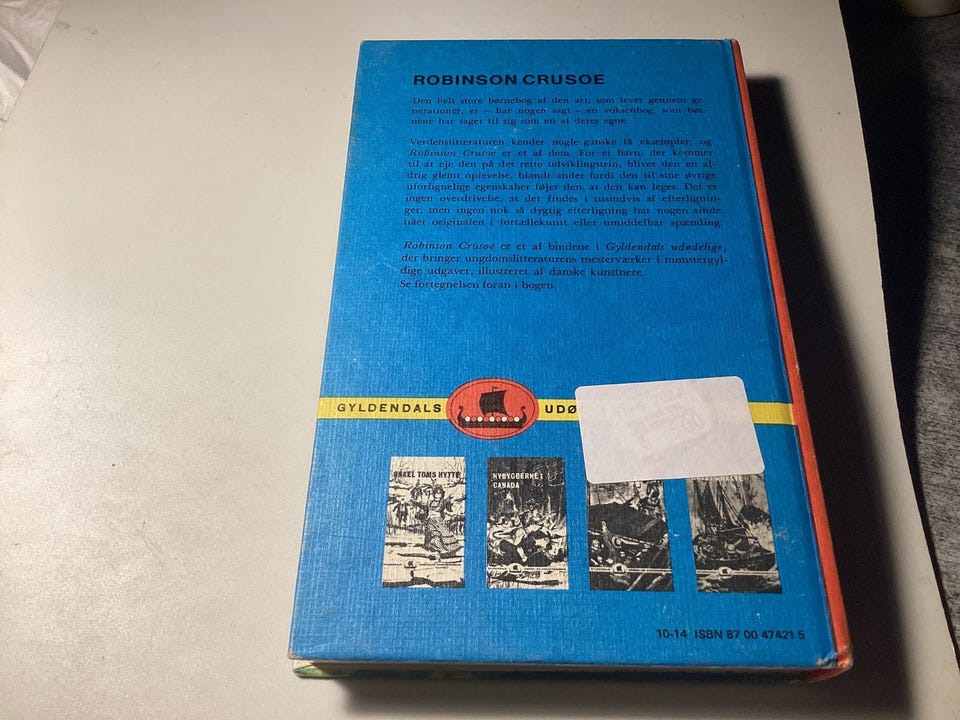 ROBINSON CRUSOE
Den helt store børnebog af den art, som lever gennem ge-
nerationer, er – har nogen sagt – en voksenbog, som bør-
nene har taget til sig som en af deres egne.
Verdenslitteraturen kender nogle ganske få eksempler, og
Robinson Crusoe er et af dem. For et barn, der kommer
til at eje den på det rette udviklingstrin, bliver den en al-
drig glemt oplevelse, blandt andet fordi den til sine øvrige
uforlignelige egenskaber føjer den, at den kan leges. Det er
ingen overdrivelse, at der findes i tusindvis af efterlignin-
ger, men ingen nok så dygtig efterligning har nogen sinde
nået originalen i fortællekunst eller umiddelbar spænding.
Robinson Crusoe er et af bindene i Gyldendals udødelige,
der bringer ungdomslitteraturens mesterværker i mønstergyl-
dige udgaver, illustreret af danske kunstnere.
Se fortegnelsen foran i bogen.
GYLDENDALS UDØ
ONKEL TOMS HYTTE
NYBYGGERNE I
CANADA
10-14 ISBN 87 00 47421 5